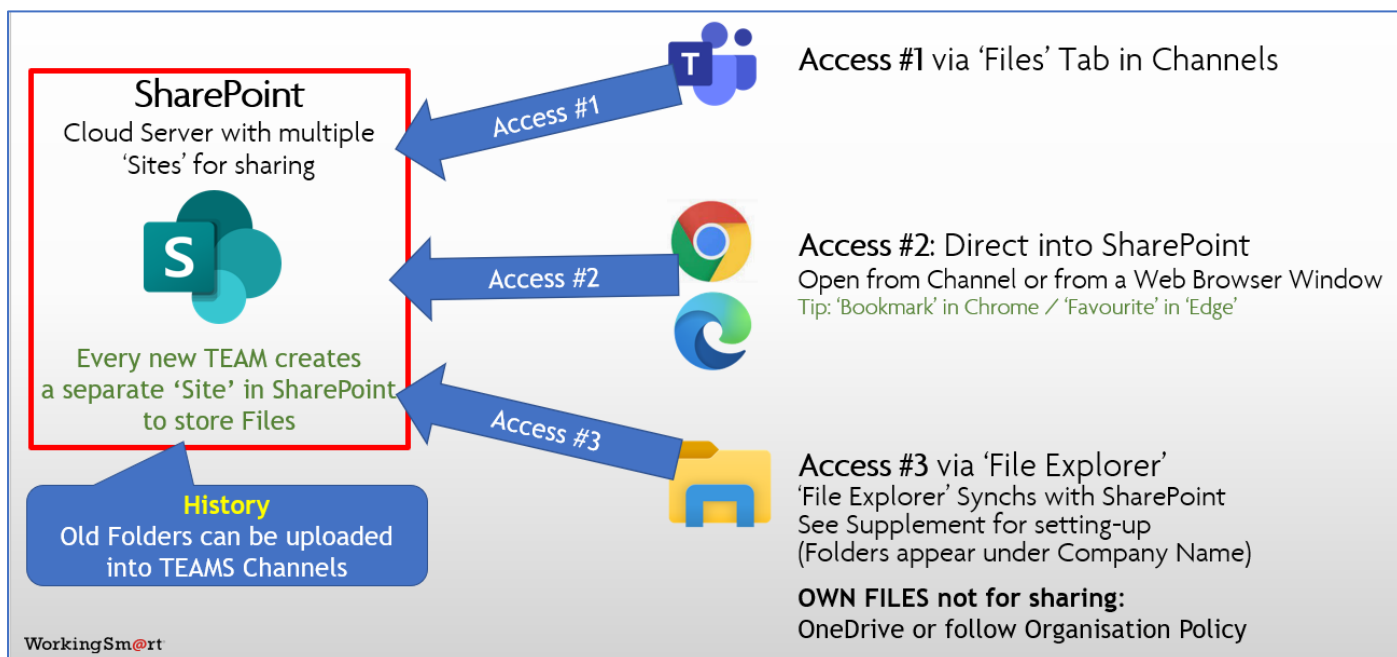 SharePoint
Cloud Server with multiple
'Sites' for sharing
S
Every new TEAM creates
a separate 'Site' in SharePoint
to store Files
History
Old Folders can be uploaded
into TEAMS Channels
WorkingSm@rt
Access #1
Access #2
Access #3
T
Access #1 via 'Files' Tab in Channels
Access #2: Direct into SharePoint
Open from Channel or from a Web Browser Window
Tip: 'Bookmark' in Chrome / 'Favourite' in 'Edge'
Access #3 via 'File Explorer'
'File Explorer' Synchs with SharePoint
See Supplement for setting-up
(Folders appear under Company Name)
OWN FILES not for sharing:
OneDrive or follow Organisation Policy